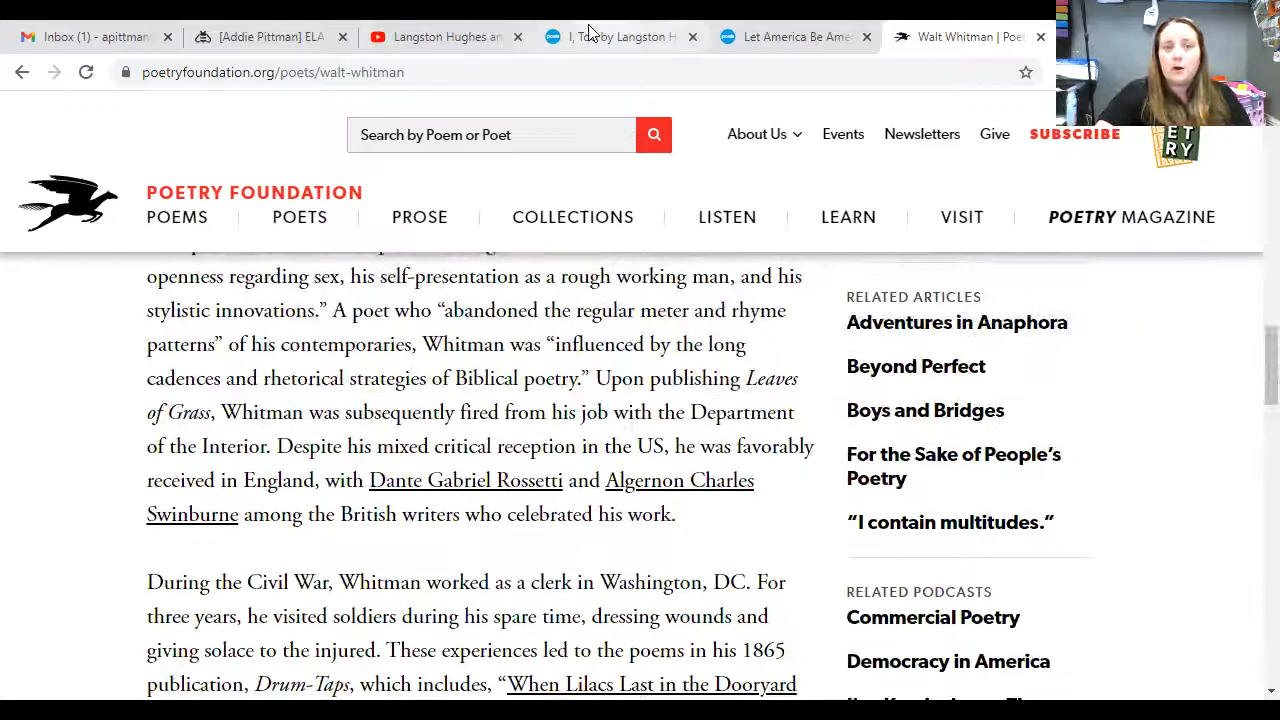 Inbox (1) - apittman
[Addie Pittman] ELA
Langston Hughes an
I, Too by Langston H
Let America Be Ame
Walt Whitman | Poet
poetryfoundation.org/poets/walt-whitman
Search by Poem or Poet
About Us
Events
Newsletters
Give
SUBSCRIBE
ET
RY
POETRY FOUNDATION
POEMS
POETS
PROSE
COLLECTIONS
LISTEN
LEARN
VISIT
POETRY MAGAZINE
openness regarding sex, his self-presentation as a rough working man, and his
stylistic innovations.” A poet who “abandoned the regular meter and rhyme
patterns” of his contemporaries, Whitman was “influenced by the long
cadences and rhetorical strategies of Biblical poetry.” Upon publishing Leaves
of Grass, Whitman was subsequently fired from his job with the Department
of the Interior. Despite his mixed critical reception in the US, he was favorably
received in England, with Dante Gabriel Rossetti and Algernon Charles
Swinburne among the British writers who celebrated his work.
During the Civil War, Whitman worked as a clerk in Washington, DC. For
three years, he visited soldiers during his spare time, dressing wounds and
giving solace to the injured. These experiences led to the poems in his 1865
publication, Drum-Taps, which includes, “When Lilacs Last in the Dooryard
RELATED ARTICLES
Adventures in Anaphora
Beyond Perfect
Boys and Bridges
For the Sake of People’s
Poetry
“I contain multitudes.”
RELATED PODCASTS
Commercial Poetry
Democracy in America